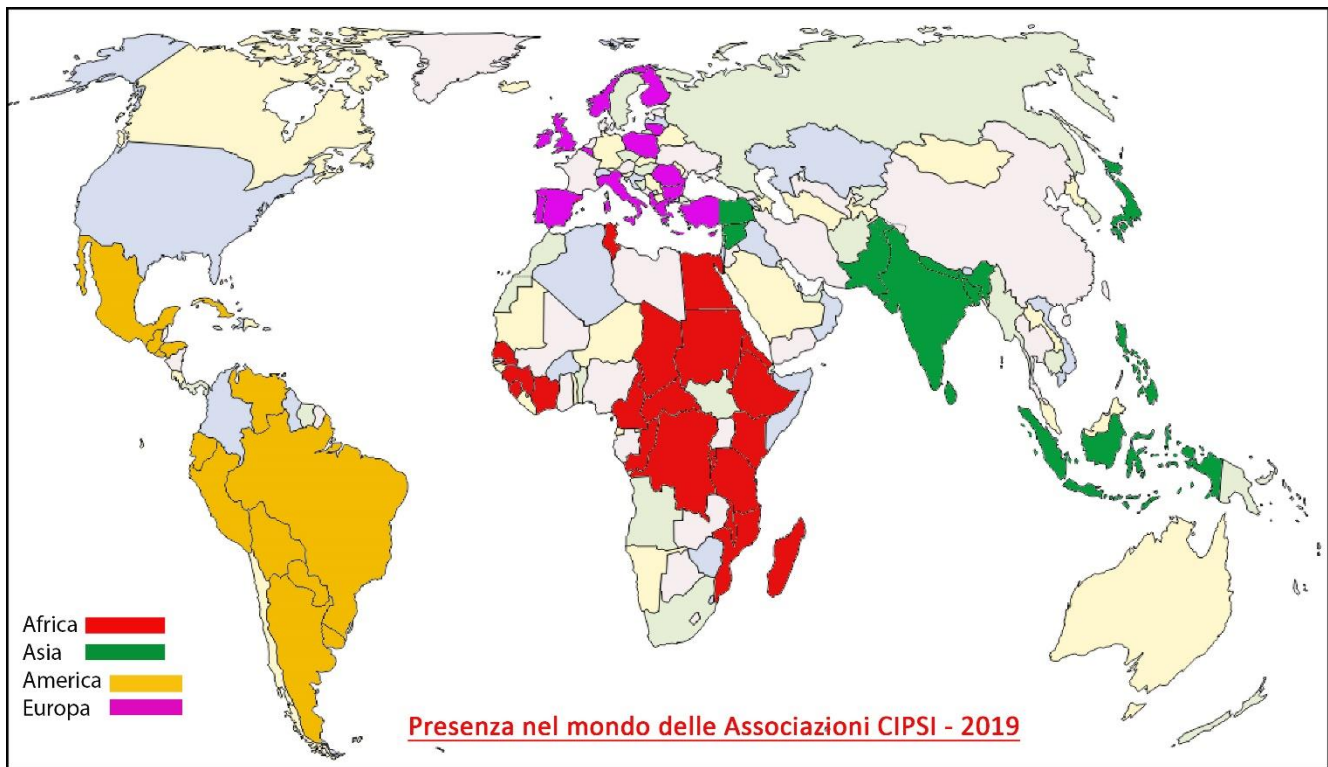 Africa
Asia
America
Europa
Presenza nel mondo delle Associazioni CIPSI - 2019